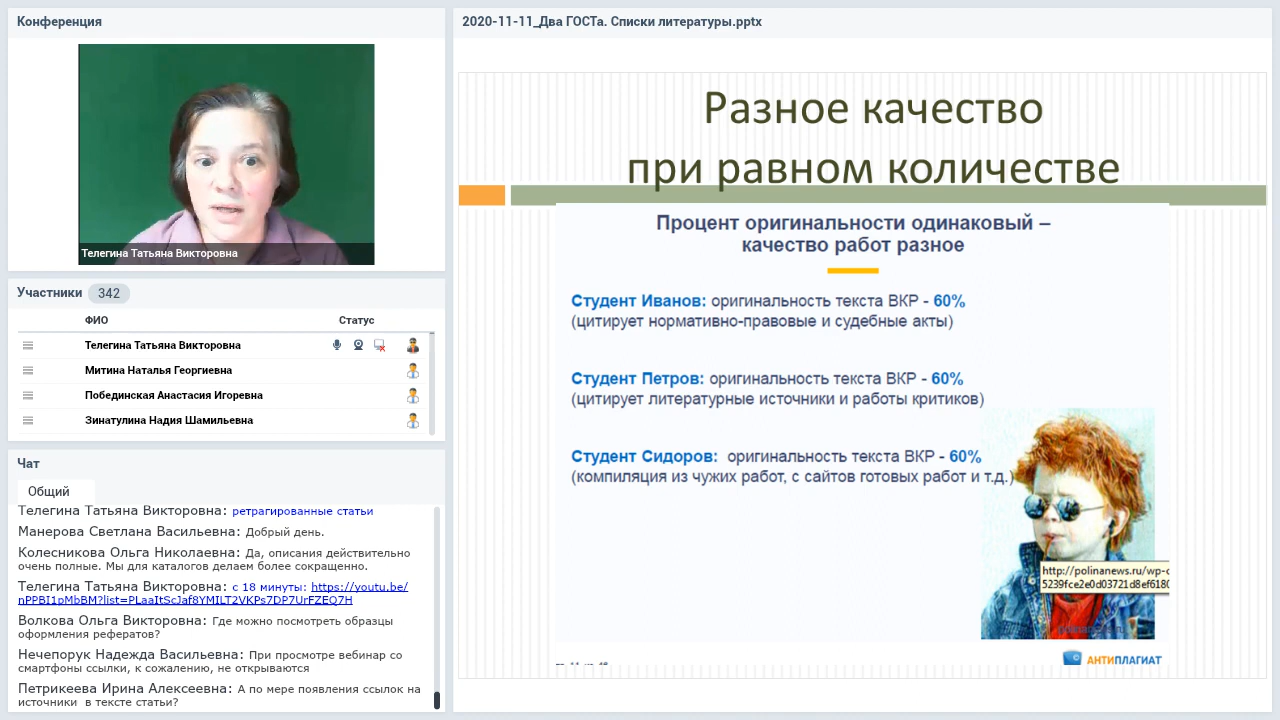 Конференция
Телегина Татьяна Викторовна
Участники 342
ФИО Статус
Телегина Татьяна Викторовна
Митина Наталья Георгиевна
Побединская Анастасия Игоревна
Зинатулина Надия Шамильевна
Чат
Общий
Телегина Татьяна Викторовна: ретрагированные статьи
Манерова Светлана Васильевна: Добрый день.
Колесникова Ольга Николаевна: Да, описания действительно
очень полные. Мы для каталогов делаем более сокращенно.
Телегина Татьяна Викторовна: с 18 минуты: https://youtu.be/
nPPBI1pMbBM?list=PLaaItScJaf8YMILT2VKPs7DP7UrFZEQ7H
Волкова Ольга Викторовна: Где можно посмотреть образцы
оформления рефератов?
Нечепорук Надежда Васильевна: При просмотре вебинар со
смартфоны ссылки, к сожалению, не открываются
Петрикеева Ирина Алексеевна: А по мере появления ссылок на
источники в тексте статьи?
2020-11-11_Два ГОСТа. Списки литературы.pptx
Разное качество
при равном количестве
Процент оригинальности одинаковый –
качество работ разное
Студент Иванов: оригинальность текста ВКР - 60%
(цитирует нормативно-правовые и судебные акты)
Студент Петров: оригинальность текста ВКР - 60%
(цитирует литературные источники и работы критиков)
Студент Сидоров: оригинальность текста ВКР - 60%
(компиляция из чужих работ, с сайтов готовых работ и т.д.)
http://polinanews.ru/wp-c
5239fce2e0d03721d8ef6180
polinanews.ru
АНТИПЛАГИАТ